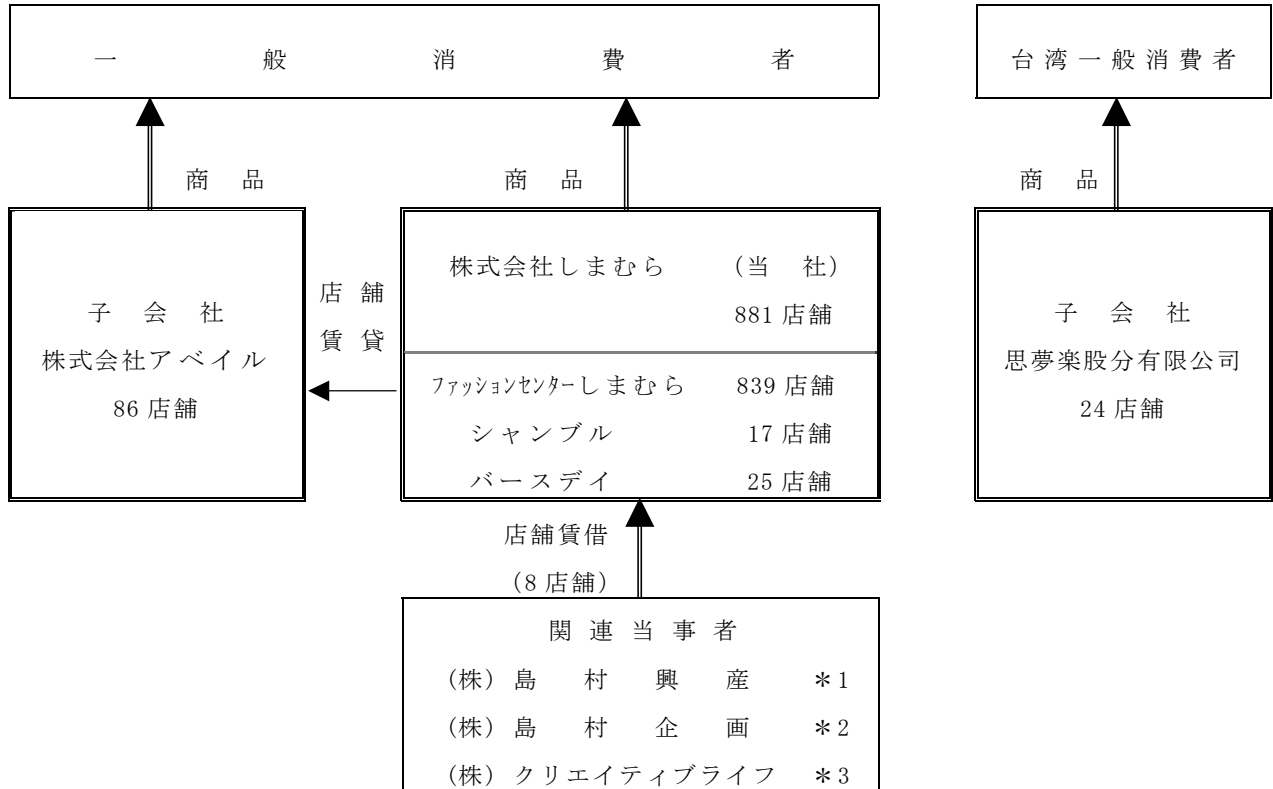 一般消費者
台湾一般消費者
商品
商品
商品
子会社
株式会社アベイル
86店舗
店舗
賃貸
株式会社しまむら (当社)
881店舗
ファッションセンターしまむら 839店舗
シャンブル 17店舗
バースデイ 25店舗
子会社
思夢楽股分有限公司
24店舗
店舗賃借
(8店舗)
関連当事者
(株)島村興産 *1
(株)島村企画 *2
(株)クリエイティブライフ *3